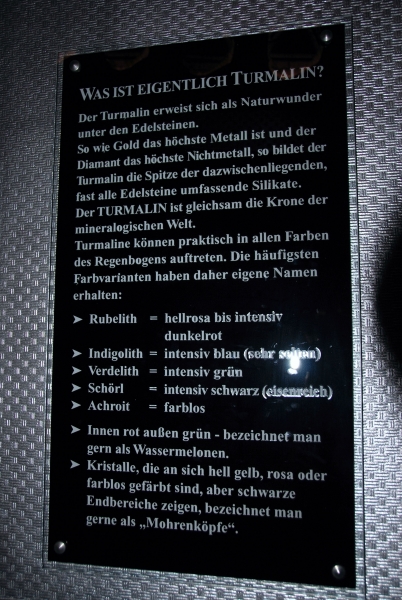 WAS IST EIGENTLICH TURMALIN?
Der Turmalin erweist sich als Naturwunder
unter den Edelsteinen.
So wie Gold das höchste Metall ist und der
Diamant das höchste Nichtmetall, so bildet der
Turmalin die Spitze der dazwischenliegenden,
fast alle Edelsteine umfassende Silikate.
Der TURMALIN ist gleichsam die Krone der
mineralogischen Welt.
Turmaline können praktisch in allen Farben
des Regenbogens auftreten. Die häufigsten
Farbvarianten haben daher eigene Namen
erhalten:
➤ Rubelith = hellrosa bis intensiv
dunkelrot
➤ Indigolith = intensiv blau (sehr selten)
➤ Verdelith = intensiv grün
➤ Schörl = intensiv schwarz (eisenreich)
➤ Achroit = farblos
➤ Innen rot außen grün - bezeichnet man
gern als Wassermelonen.
➤ Kristalle, die an sich hell gelb, rosa oder
farblos gefärbt sind, aber schwarze
Endbereiche zeigen, bezeichnet man
gerne als „Mohrenköpfe“.